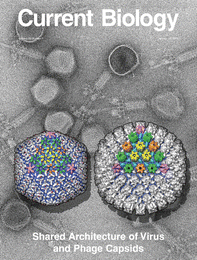 Current Biology
Shared Architecture of Virus
and Phage Capsids